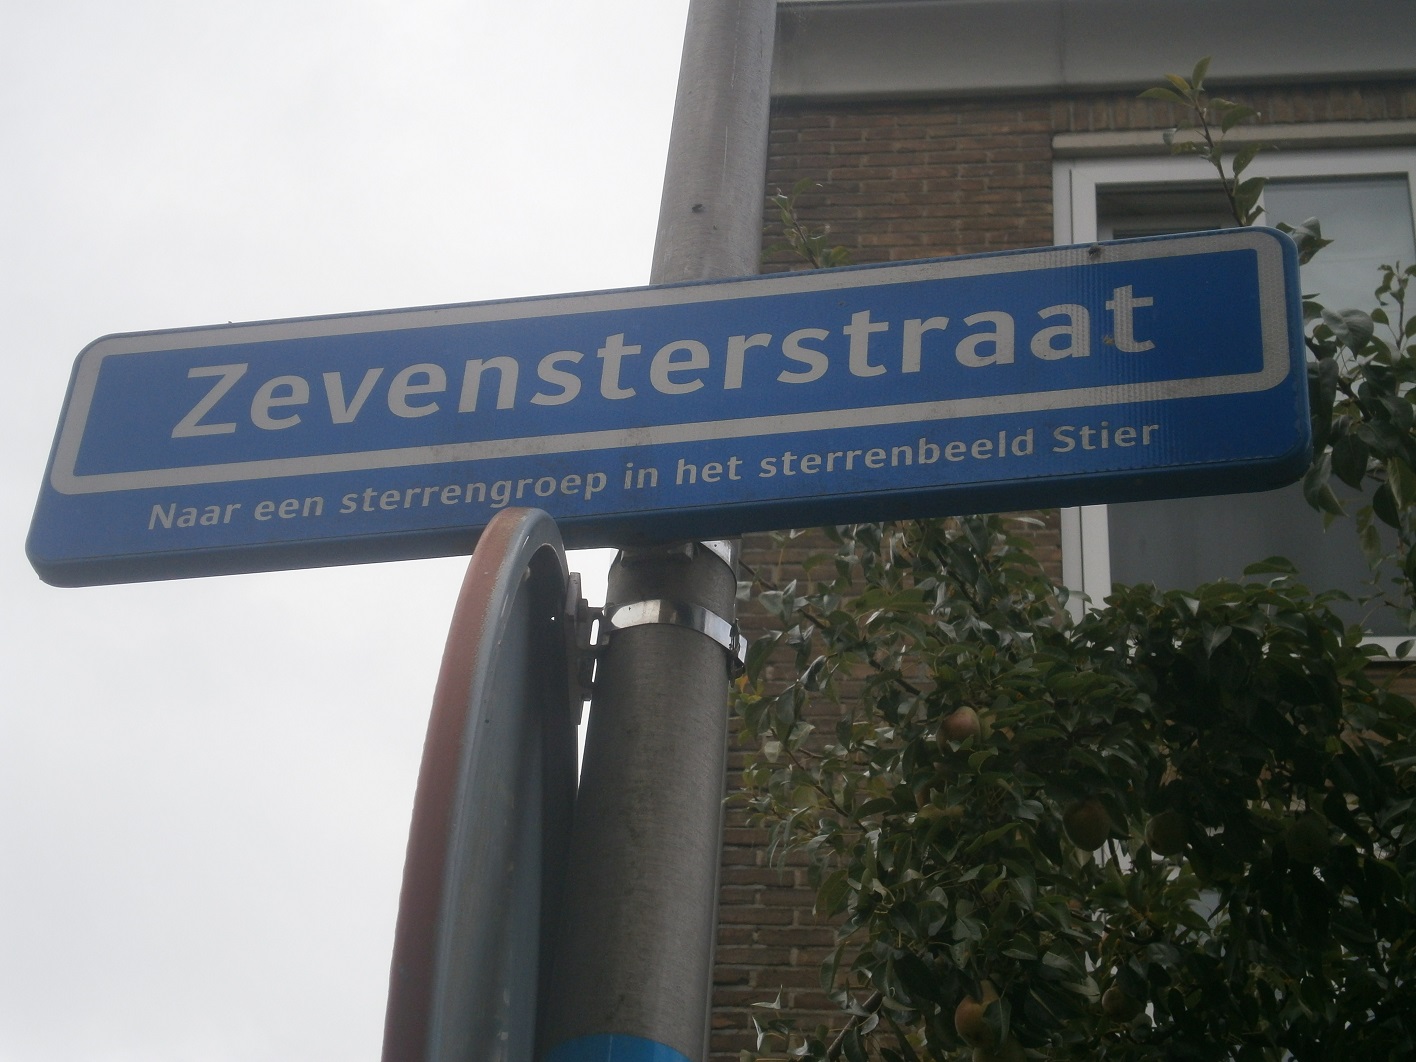 Zevensterstraat
Naar een sterrengroep in het sterrenbeeld Stier